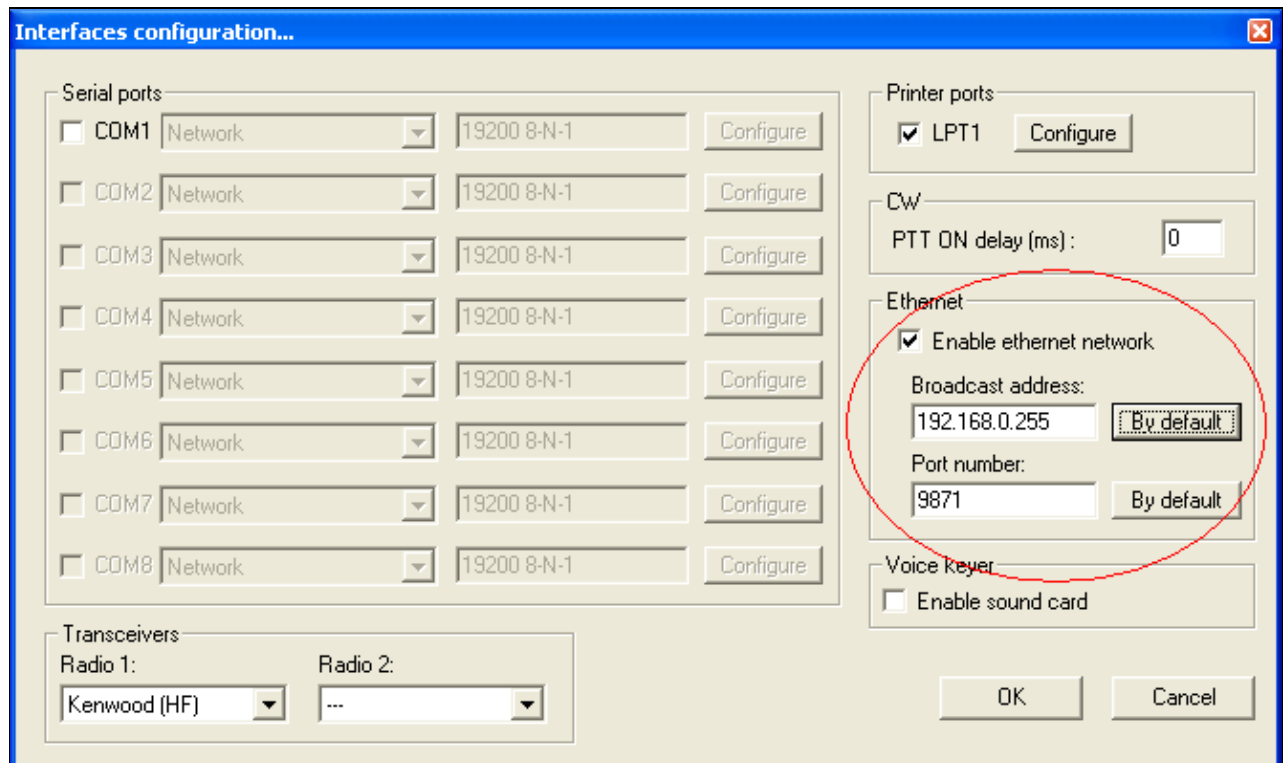 Interfaces configuration...
Serial ports
COM1 Network 19200 8-N-1 Configure
COM2 Network 19200 8-N-1 Configure
COM3 Network 19200 8-N-1 Configure
COM4 Network 19200 8-N-1 Configure
COM5 Network 19200 8-N-1 Configure
COM6 Network 19200 8-N-1 Configure
COM7 Network 19200 8-N-1 Configure
COM8 Network 19200 8-N-1 Configure
Transceivers
Radio 1: Radio 2:
Kenwood (HF) ---
Printer ports
LPT1 Configure
CW
PTT ON delay (ms) : 0
Ethernet
Enable ethernet network
Broadcast address:
192.168.0.255 By default
Port number:
9871 By default
Voice keyer
Enable sound card
OK Cancel